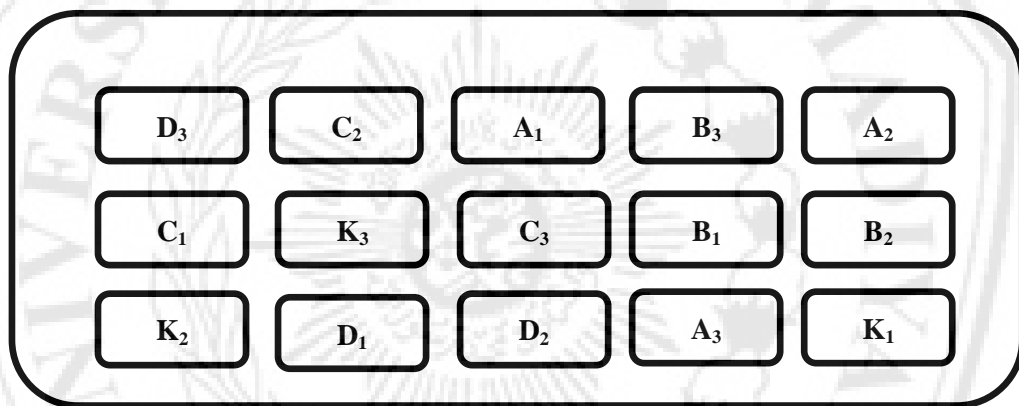 D₃ C₂ A₁ B₃ A₂
C₁ K₃ C₃ B₁ B₂
K₂ D₁ D₂ A₃ K₁